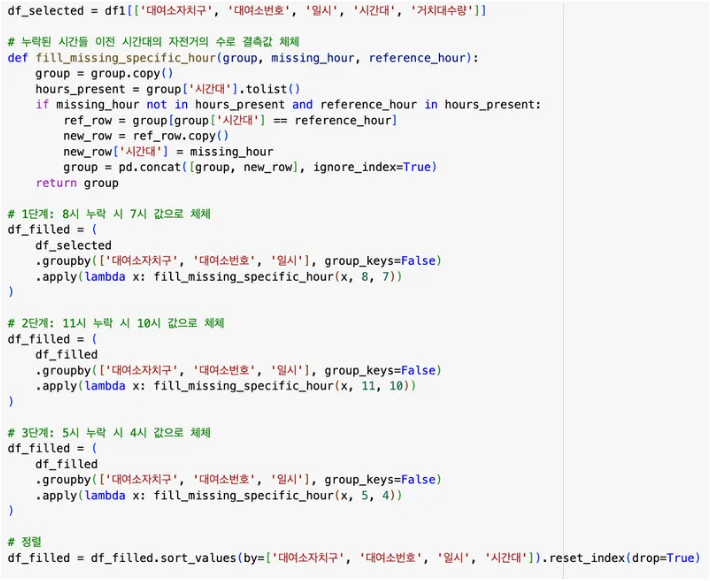 df_selected = df1[['대여소자치구', '대여소번호', '일시', '시간대', '거치대수량']]
# 누락된 시간들 이전 시간대의 자전거의 수로 결측값 체체
def fill_missing_specific_hour(group, missing_hour, reference_hour):
    group = group.copy()
    hours_present = group['시간대'].tolist()
    if missing_hour not in hours_present and reference_hour in hours_present:
        ref_row = group[group['시간대'] == reference_hour]
        new_row = ref_row.copy()
        new_row['시간대'] = missing_hour
        group = pd.concat([group, new_row], ignore_index=True)
    return group
# 1단계: 8시 누락 시 7시 값으로 체체
df_filled = (
    df_selected
    .groupby(['대여소자치구', '대여소번호', '일시'], group_keys=False)
    .apply(lambda x: fill_missing_specific_hour(x, 8, 7))
)
# 2단계: 11시 누락 시 10시 값으로 체체
df_filled = (
    df_filled
    .groupby(['대여소자치구', '대여소번호', '일시'], group_keys=False)
    .apply(lambda x: fill_missing_specific_hour(x, 11, 10))
)
# 3단계: 5시 누락 시 4시 값으로 체체
df_filled = (
    df_filled
    .groupby(['대여소자치구', '대여소번호', '일시'], group_keys=False)
    .apply(lambda x: fill_missing_specific_hour(x, 5, 4))
)
# 정렬
df_filled = df_filled.sort_values(by=['대여소자치구', '대여소번호', '일시', '시간대']).reset_index(drop=True)